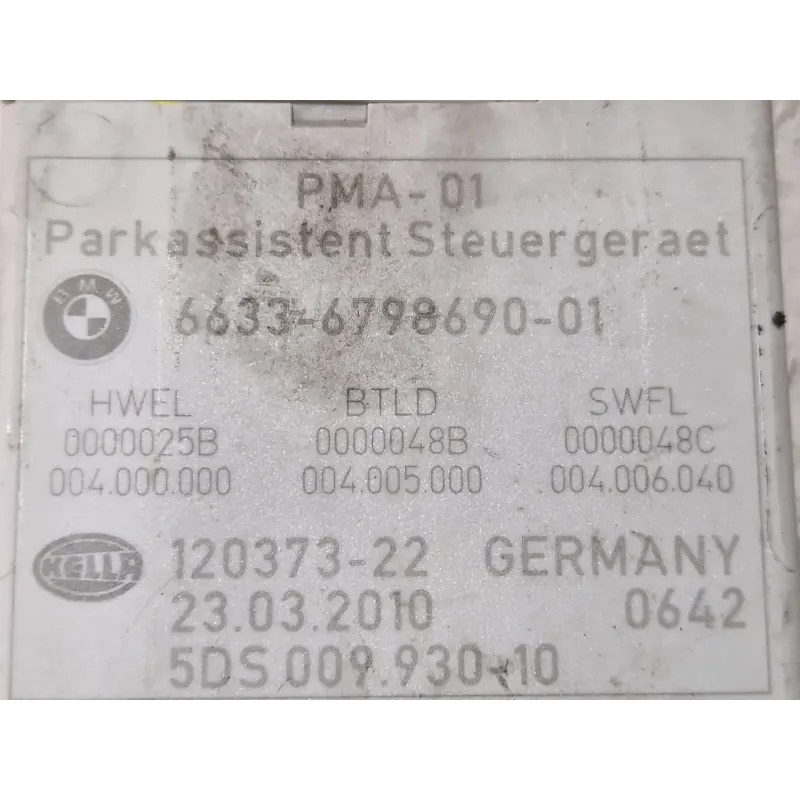 PMA-01
Parkassistent Steuergeraet
BMW
6633-6798690-01
HWEL BTLD SWFL
0000025B 0000048B 0000048C
004.000.000 004.005.000 004.006.040
HELLA 120373-22 GERMANY
23.03.2010 0642
5DS 009.930-10